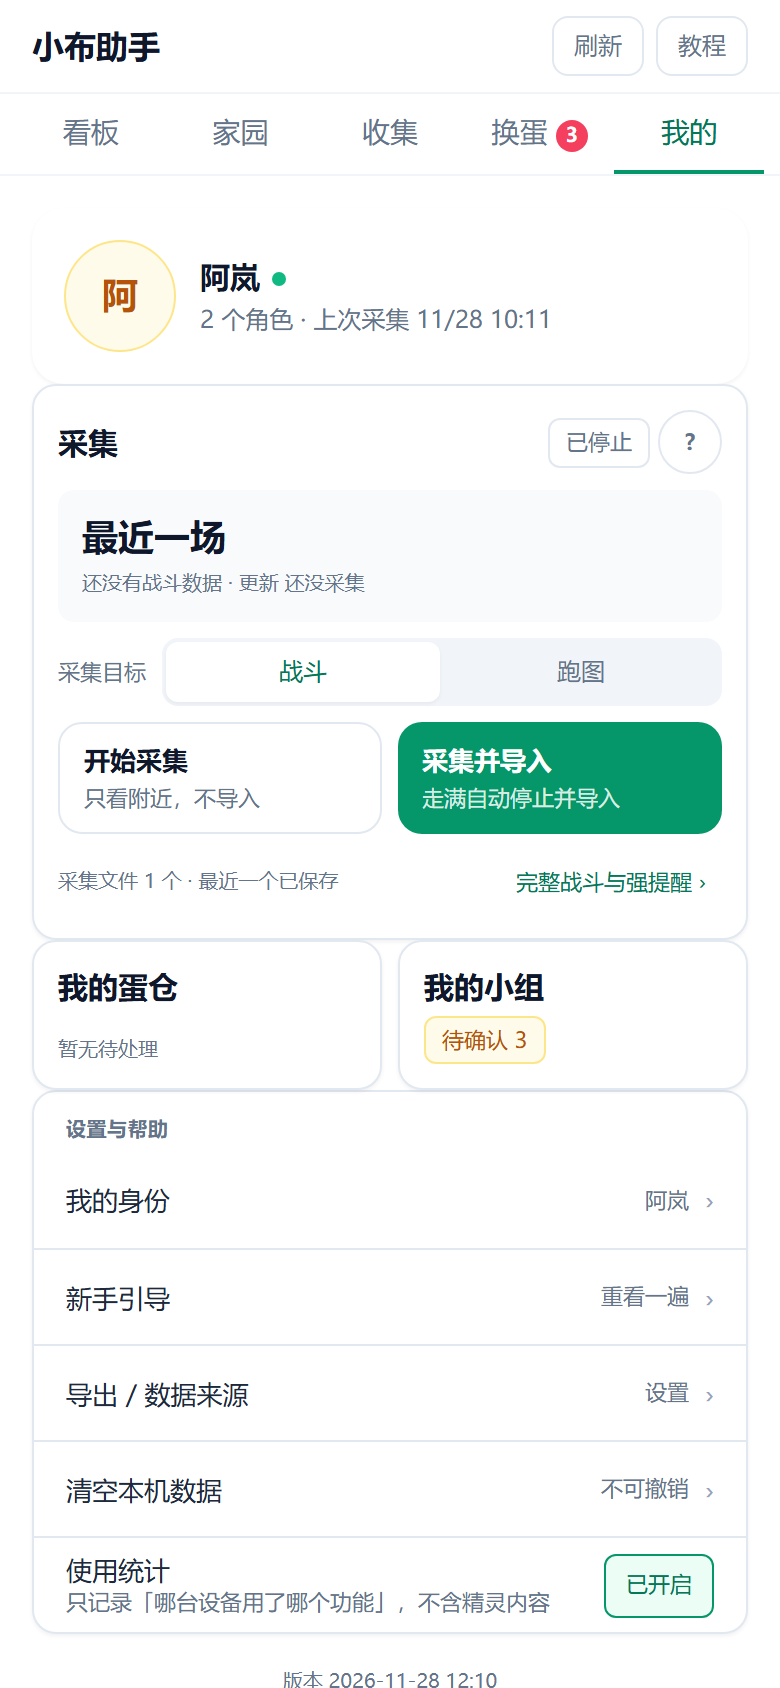 小布助手
刷新
教程
看板
家园
收集
换蛋 3
我的
阿
阿岚
2 个角色 · 上次采集 11/28 10:11
采集
已停止
?
最近一场
还没有战斗数据 · 更新 还没采集
采集目标
战斗
跑图
开始采集
只看附近，不导入
采集并导入
走满自动停止并导入
采集文件 1 个 · 最近一个已保存
完整战斗与强提醒 ›
我的蛋仓
暂无待处理
我的小组
待确认 3
设置与帮助
我的身份
阿岚 ›
新手引导
重看一遍 ›
导出 / 数据来源
设置 ›
清空本机数据
不可撤销 ›
使用统计
只记录「哪台设备用了哪个功能」，不含精灵内容
已开启
版本 2026-11-28 12:10